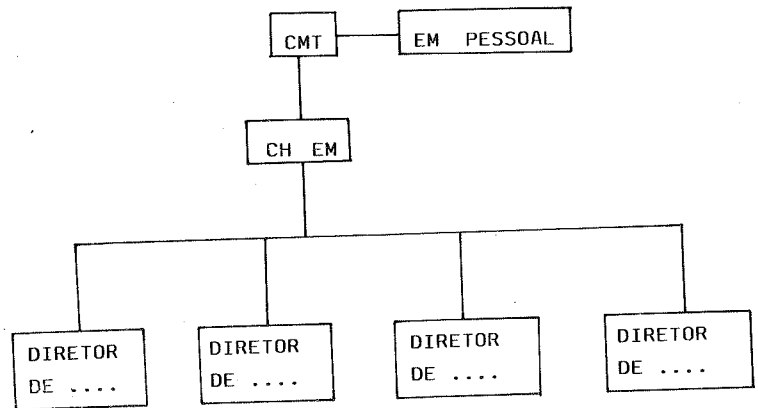 CMT
EM PESSOAL
CH EM
DIRETOR
DE ....
DIRETOR
DE ....
DIRETOR
DE ....
DIRETOR
DE ....